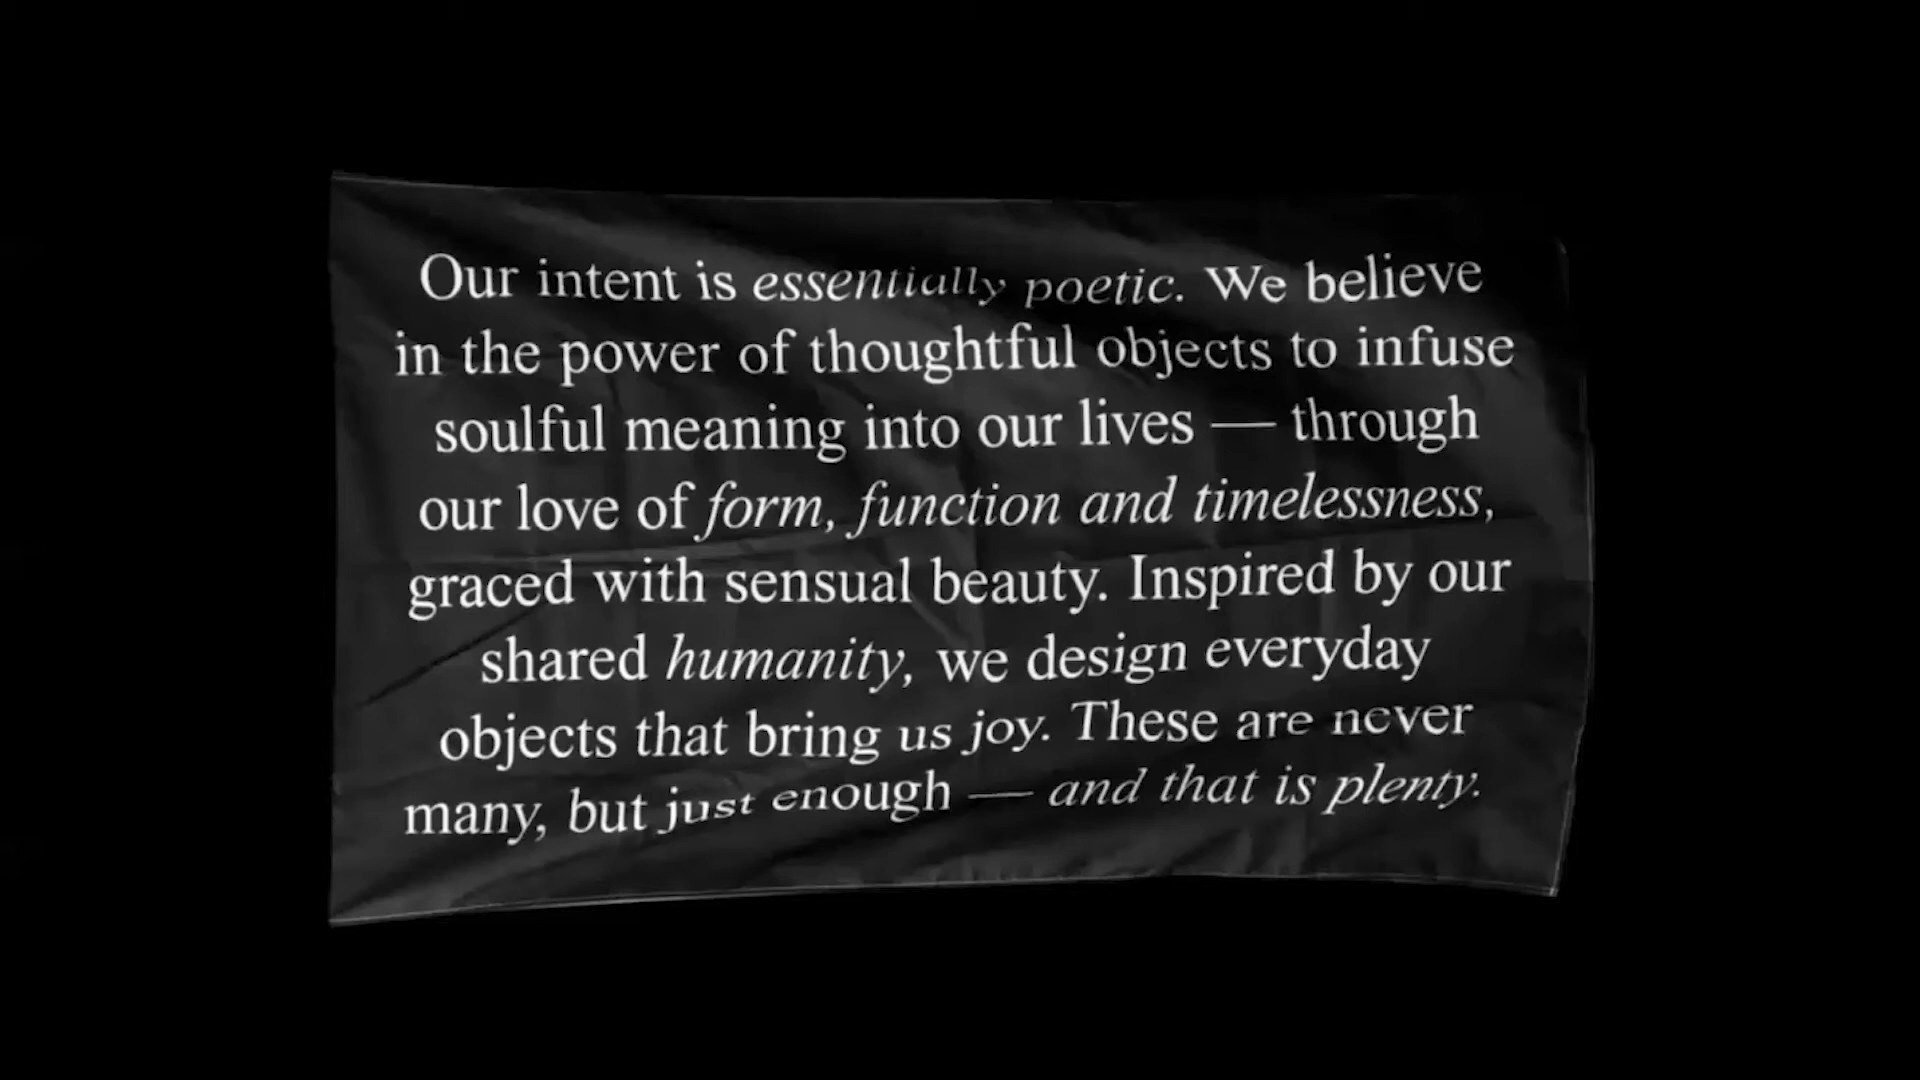 Our intent is essentially poetic. We believe
in the power of thoughtful objects to infuse
soulful meaning into our lives — through
our love of form, function and timelessness,
graced with sensual beauty. Inspired by our
shared humanity, we design everyday
objects that bring us joy. These are never
many, but just enough — and that is plenty.